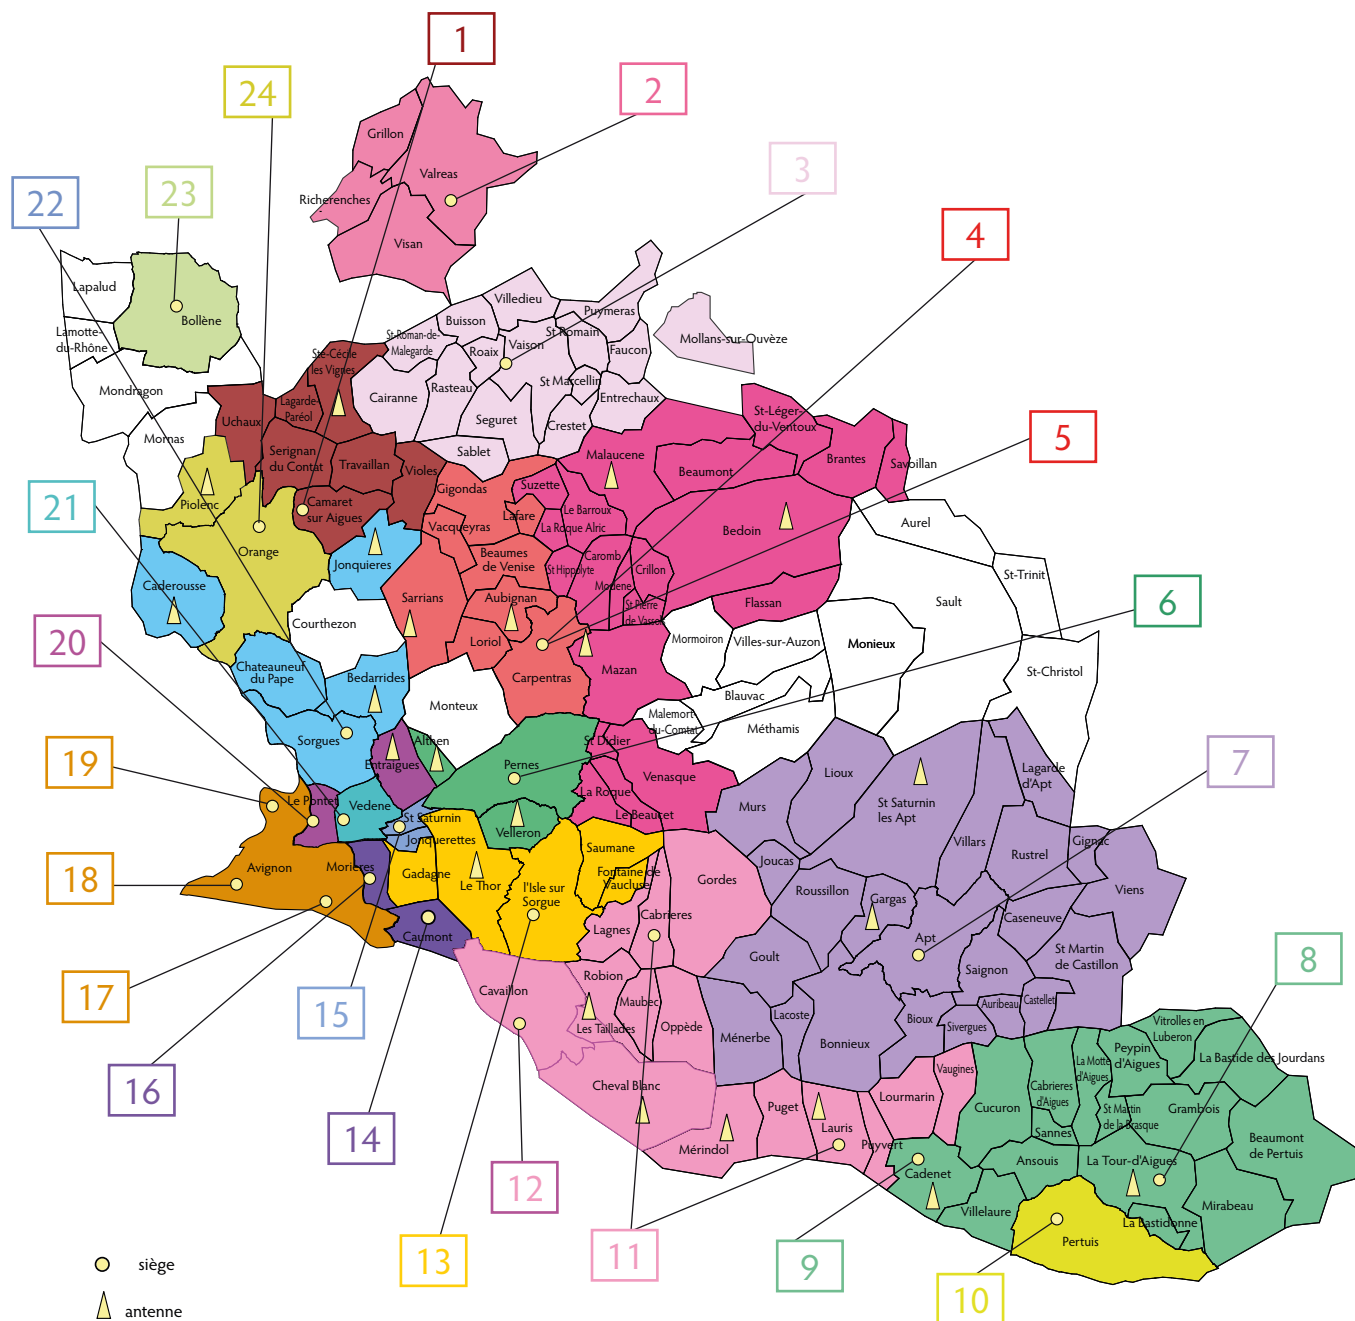 1
24
2
3
22
23
4
5
21
6
20
19
7
18
8
17
15
16
14
12
11
13
9
10
Grillon
Valreas
Richerenches
Visan
Lapalud
Bollène
Lamotte-
du-Rhône
Mondragon
Mornas
Villedieu
Puymeras
Buisson
St Roman-de-
Malegarde
Roaix
Vaison
St Romain
Faucon
Mollans-sur-Ouvèze
Ste-Cécile
les Vignes
Cairanne
Rasteau
St Marcellin
Entrechaux
Seguret
Crestet
Sablet
Uchaux
Lagarde-
Paréol
Serignan
du Comtat
Travaillan
Violes
Camaret
sur Aigues
Piolenc
Orange
Jonquieres
Caderousse
Courthezon
Chateauneuf
du Pape
Bedarrides
Sorgues
Gigondas
Vacqueyras
Lafare
Beaumes
de Venise
Sarrians
Aubignan
Loriol
Carpentras
Monteux
Malaucene
Beaumont
St-Léger-
du-Ventoux
Brantes
Savoillan
Suzette
Le Barroux
La Roque Alric
Bedoin
Caromb
St Hippolyte
Crillon
Modene
St Pierre
de Vassols
Flassan
Mazan
Aurel
St-Trinit
Sault
Mormoiron
Villes-sur-Auzon
Monieux
St-Christol
Blauvac
Malemort-
du-Comtat
Méthamis
Althen
Entraigues
Pernes
St Didier
Venasque
La Roque
Le Beaucet
Le Pontet
Vedene
St Saturnin
Jonquerettes
Velleron
Avignon
Morières
Gadagne
Le Thor
l'Isle sur
Sorgue
Saumane
Fontaine de
Vaucluse
Caumont
Lagnes
Cabrieres
Gordes
Murs
Lioux
St Saturnin
les Apt
Lagarde
d'Apt
Villars
Rustrel
Gignac
Viens
Joucas
Roussillon
Gargas
Caseneuve
Apt
Goult
Saignon
St Martin
de Castillon
Cavaillon
Robion
Maubec
Les Taillades
Oppède
Ménerbe
Lacoste
Bonnieux
Bioux
Sivergues
Auribeau
Castellet
Cheval Blanc
Mérindol
Puget
Lauris
Lourmarin
Vaugines
Puyvert
Cadenet
Cucuron
Cabrieres
d'Aigues
La Motte
d'Aigues
Peypin
d'Aigues
Vitrolles en
Luberon
La Bastide des Jourdans
St Martin
de la Brasque
Grambois
Sannes
Ansouis
La Tour-d'Aigues
Beaumont
de Pertuis
Mirabeau
Villelaure
La Bastidonne
Pertuis
siège
antenne